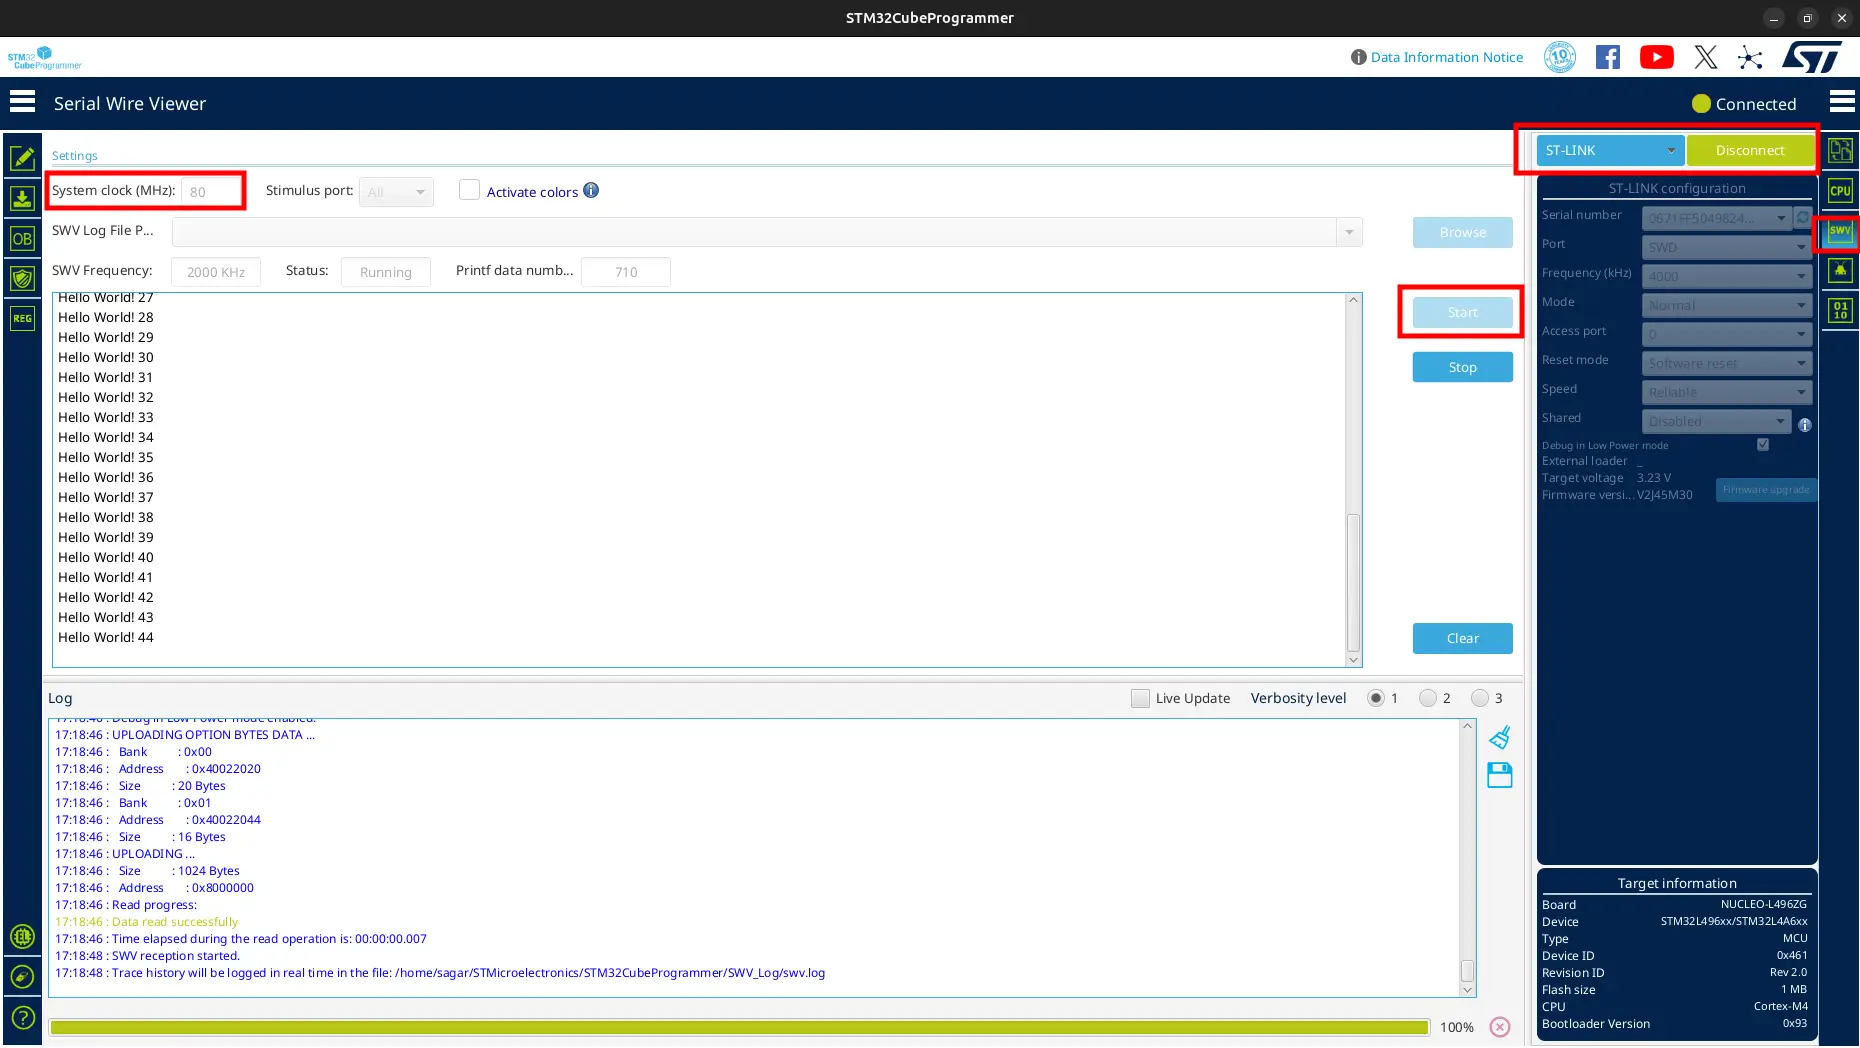 STM32CubeProgrammer
STM32
CubeProgrammer
Data Information Notice
10
ST
Serial Wire Viewer
Connected
Settings
System clock (MHz): 80
Stimulus port: All
Activate colors
SWV Log File P...
Browse
SWV Frequency: 2000 KHz
Status: Running
Printf data numb... 710
Hello World! 27
Hello World! 28
Hello World! 29
Hello World! 30
Hello World! 31
Hello World! 32
Hello World! 33
Hello World! 34
Hello World! 35
Hello World! 36
Hello World! 37
Hello World! 38
Hello World! 39
Hello World! 40
Hello World! 41
Hello World! 42
Hello World! 43
Hello World! 44
Start
Stop
Clear
Log
Live Update
Verbosity level 1 2 3
17:18:46 : Debug in Low Power mode enabled.
17:18:46 : UPLOADING OPTION BYTES DATA ...
17:18:46 : Bank : 0x00
17:18:46 : Address : 0x40022020
17:18:46 : Size : 20 Bytes
17:18:46 : Bank : 0x01
17:18:46 : Address : 0x40022044
17:18:46 : Size : 16 Bytes
17:18:46 : UPLOADING ...
17:18:46 : Size : 1024 Bytes
17:18:46 : Address : 0x8000000
17:18:46 : Read progress:
17:18:46 : Data read successfully
17:18:46 : Time elapsed during the read operation is: 00:00:00.007
17:18:48 : SWV reception started.
17:18:48 : Trace history will be logged in real time in the file: /home/sagar/STMicroelectronics/STM32CubeProgrammer/SWV_Log/swv.log
100%
OB
REG
EL
ST-LINK
Disconnect
ST-LINK configuration
Serial number 0671FF5049824...
Port SWD
Frequency (kHz) 4000
Mode Normal
Access port 0
Reset mode Software reset
Speed Reliable
Shared Disabled
Debug in Low Power mode
External loader _
Target voltage 3.23 V
Firmware versi... V2J45M30
Firmware upgrade
Target information
Board NUCLEO-L496ZG
Device STM32L496xx/STM32L4A6xx
Type MCU
Device ID 0x461
Revision ID Rev 2.0
Flash size 1 MB
CPU Cortex-M4
Bootloader Version 0x93
CPU
SWV
01
10